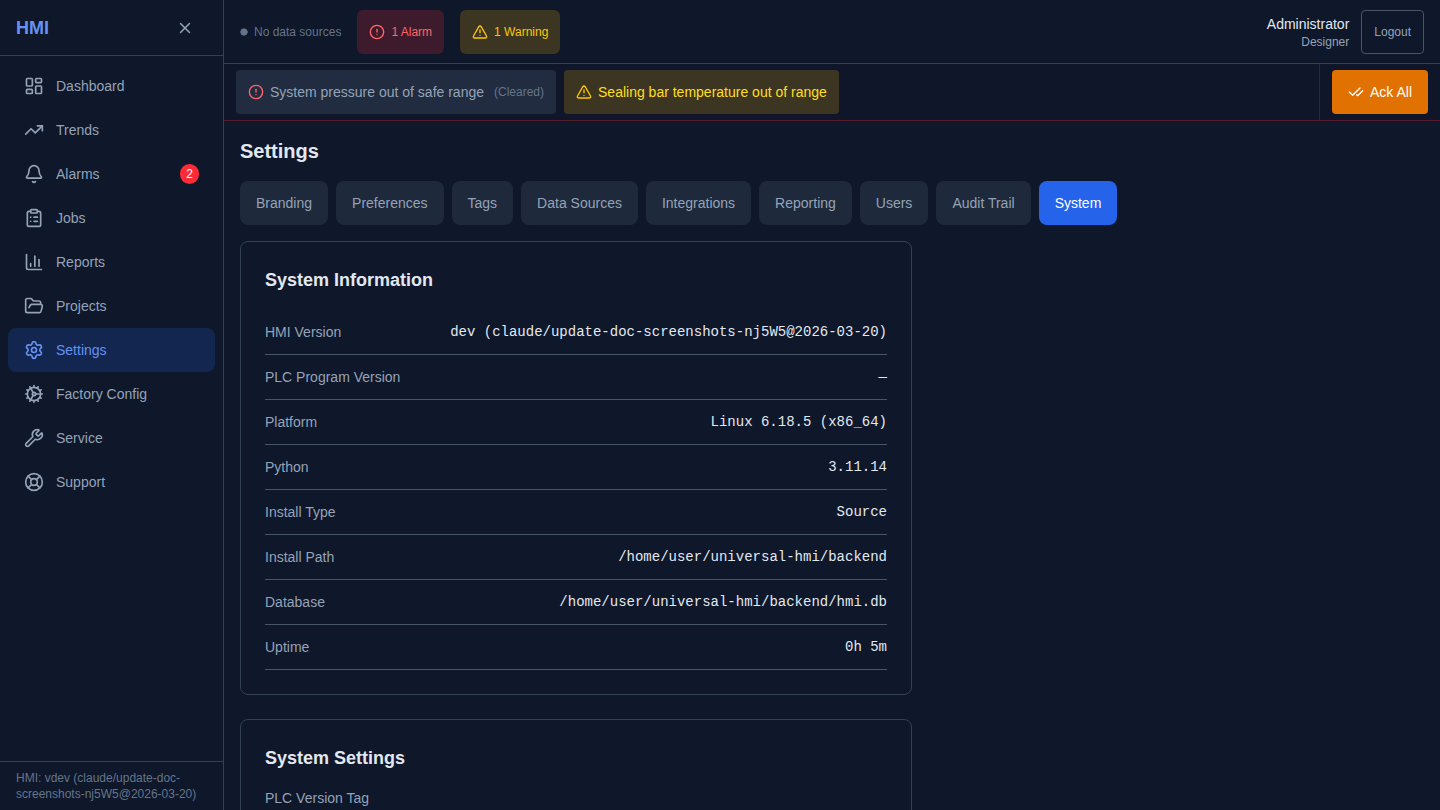 HMI
No data sources
1 Alarm
1 Warning
Administrator
Designer
Logout
System pressure out of safe range (Cleared)
Sealing bar temperature out of range
Ack All
Dashboard
Trends
Alarms 2
Jobs
Reports
Projects
Settings
Factory Config
Service
Support
HMI: vdev (claude/update-doc-
screenshots-nj5W5@2026-03-20)
Settings
Branding Preferences Tags Data Sources Integrations Reporting Users Audit Trail System
System Information
HMI Version dev (claude/update-doc-screenshots-nj5W5@2026-03-20)
PLC Program Version —
Platform Linux 6.18.5 (x86_64)
Python 3.11.14
Install Type Source
Install Path /home/user/universal-hmi/backend
Database /home/user/universal-hmi/backend/hmi.db
Uptime 0h 5m
System Settings
PLC Version Tag